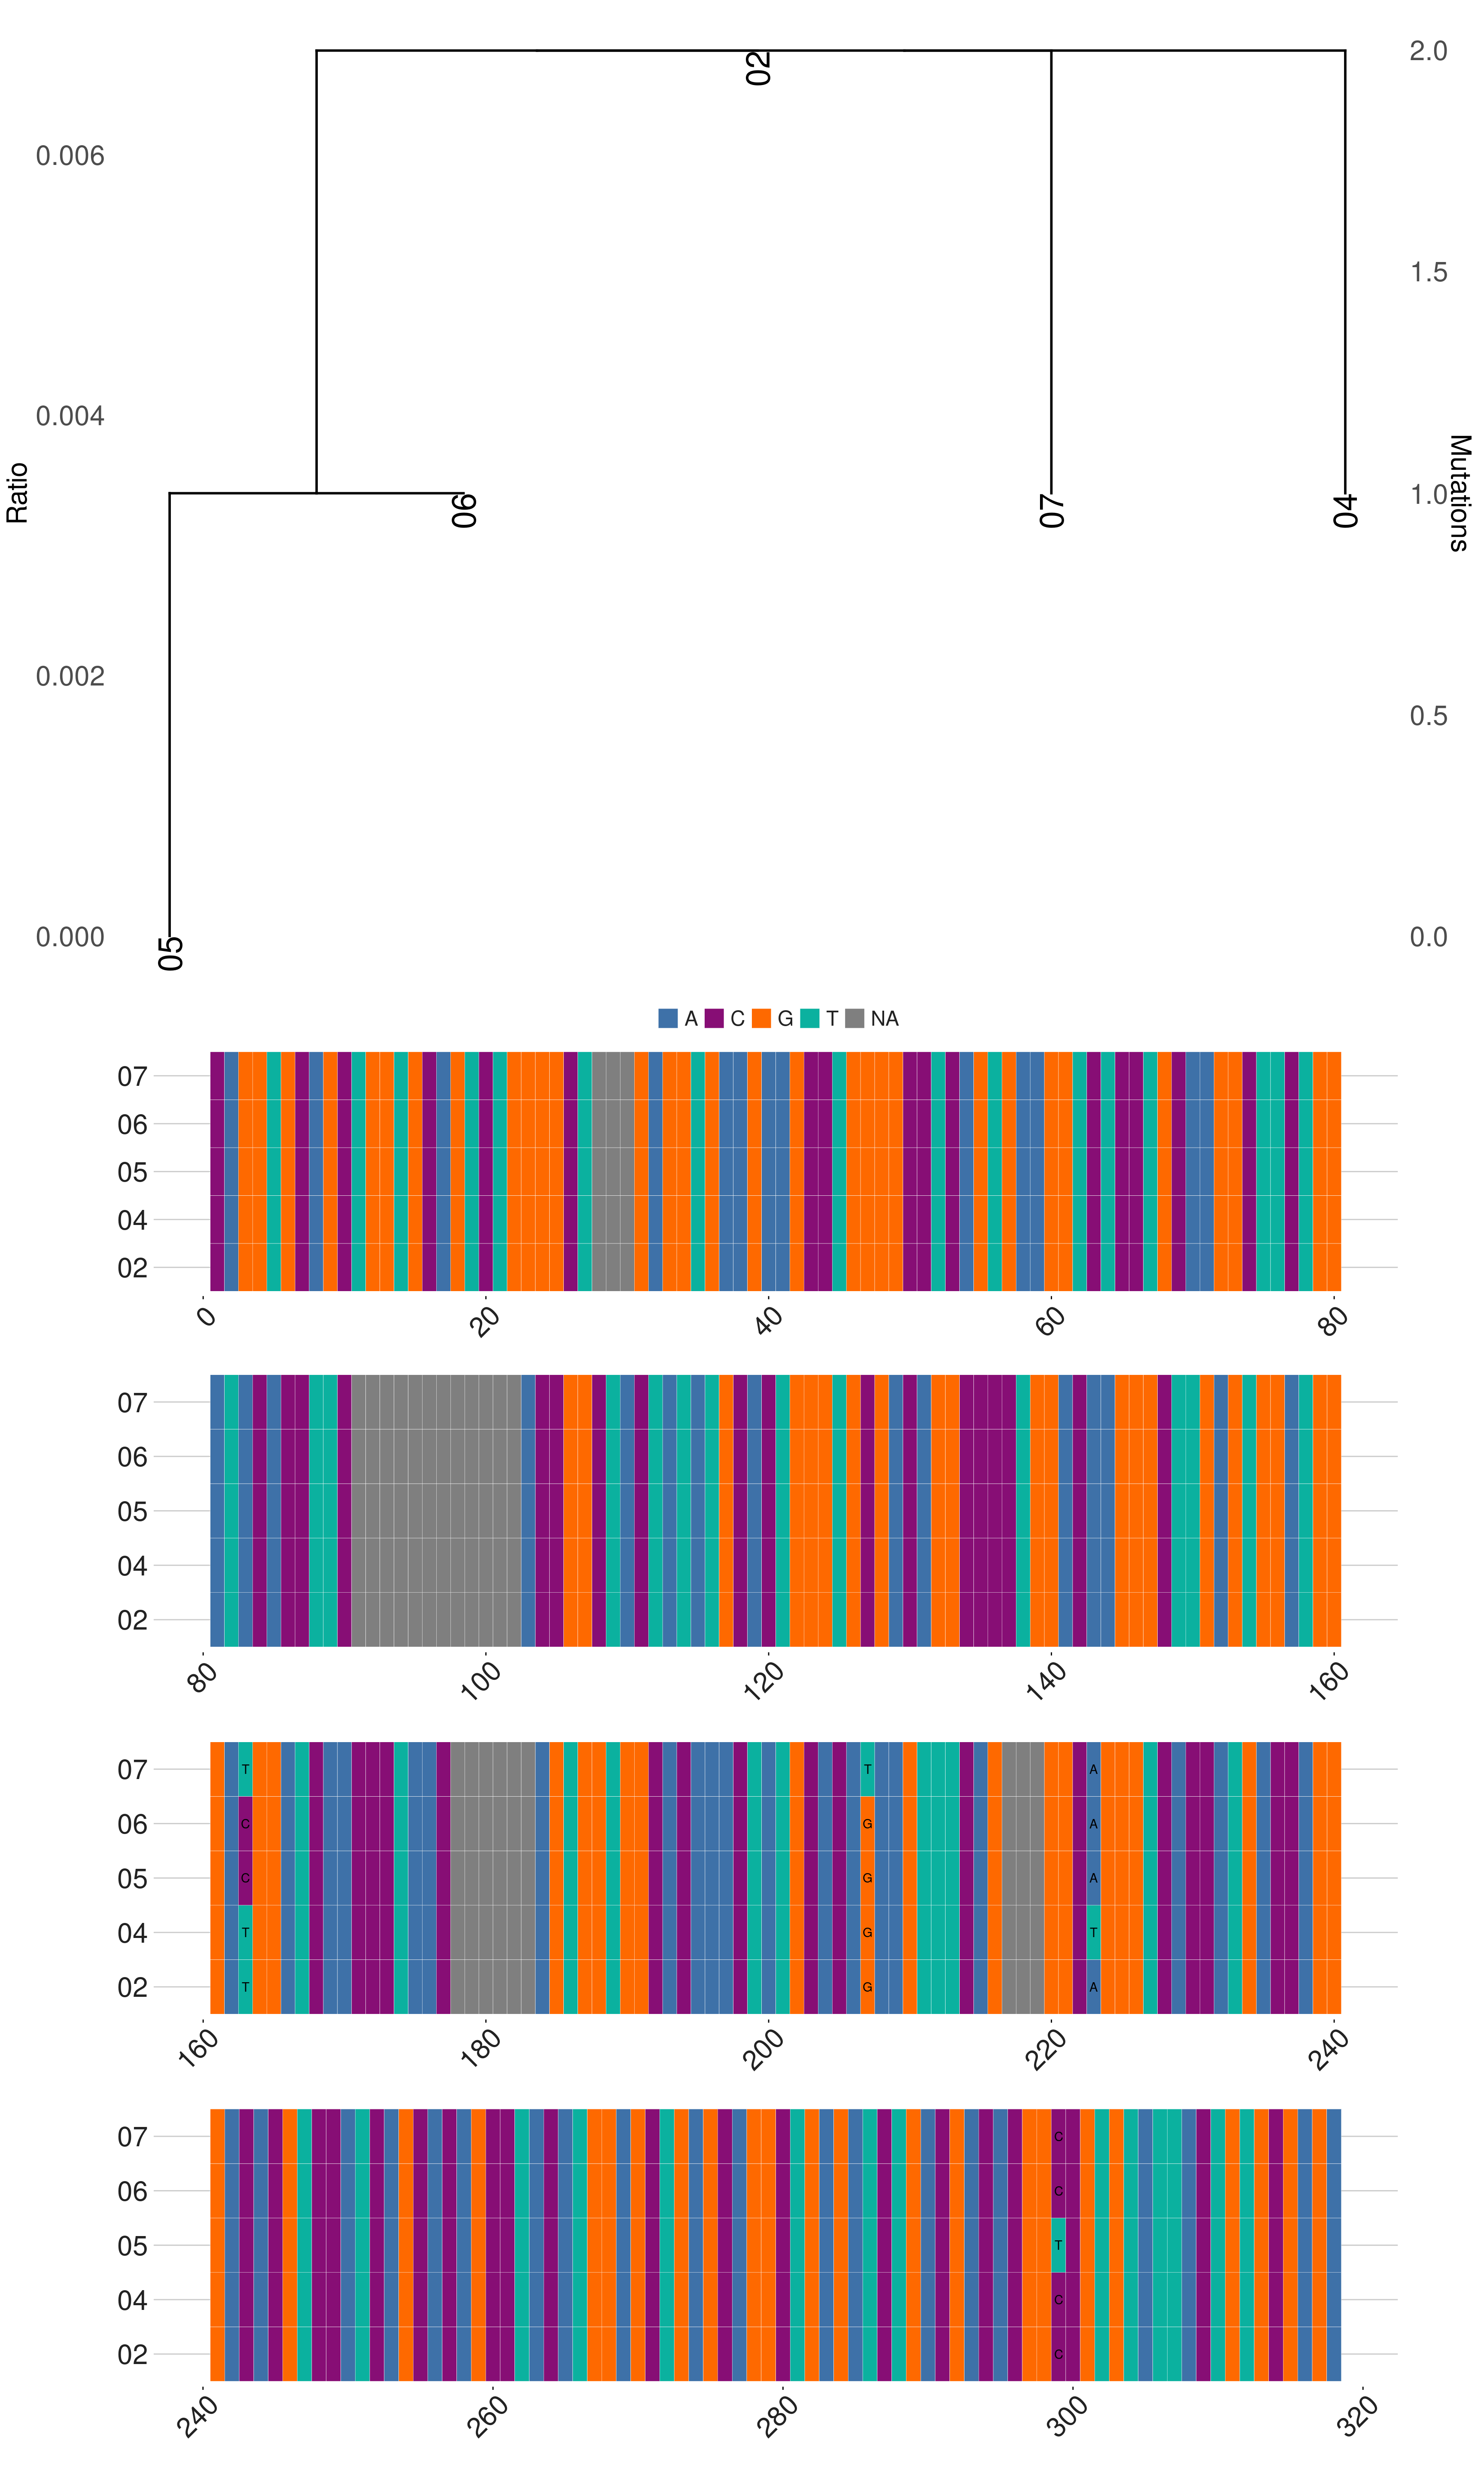 2.0
02
0.006
1.5
0.004
Ratio
Mutations
1.0
06
07
04
0.002
0.5
0.000
0.0
05
A C G T NA
07
06
05
04
02
0 20 40 60 80
07
06
05
04
02
80 100 120 140 160
07 T T A
06 C G A
05 C G A
04 T G T
02 T G A
160 180 200 220 240
07 C
06 C
05 T
04 C
02 C
240 260 280 300 320